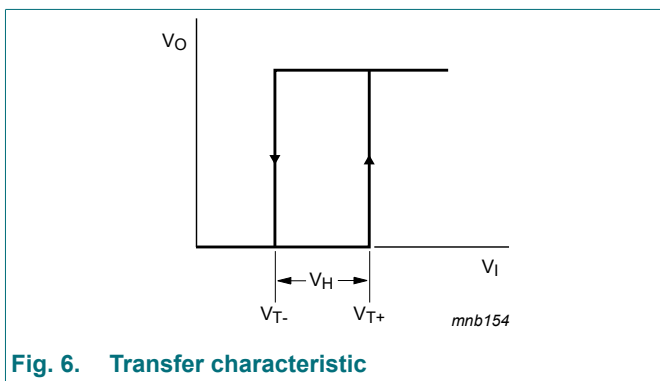 VO
VH
VI
VT-
VT+
mnb154
Fig. 6. Transfer characteristic